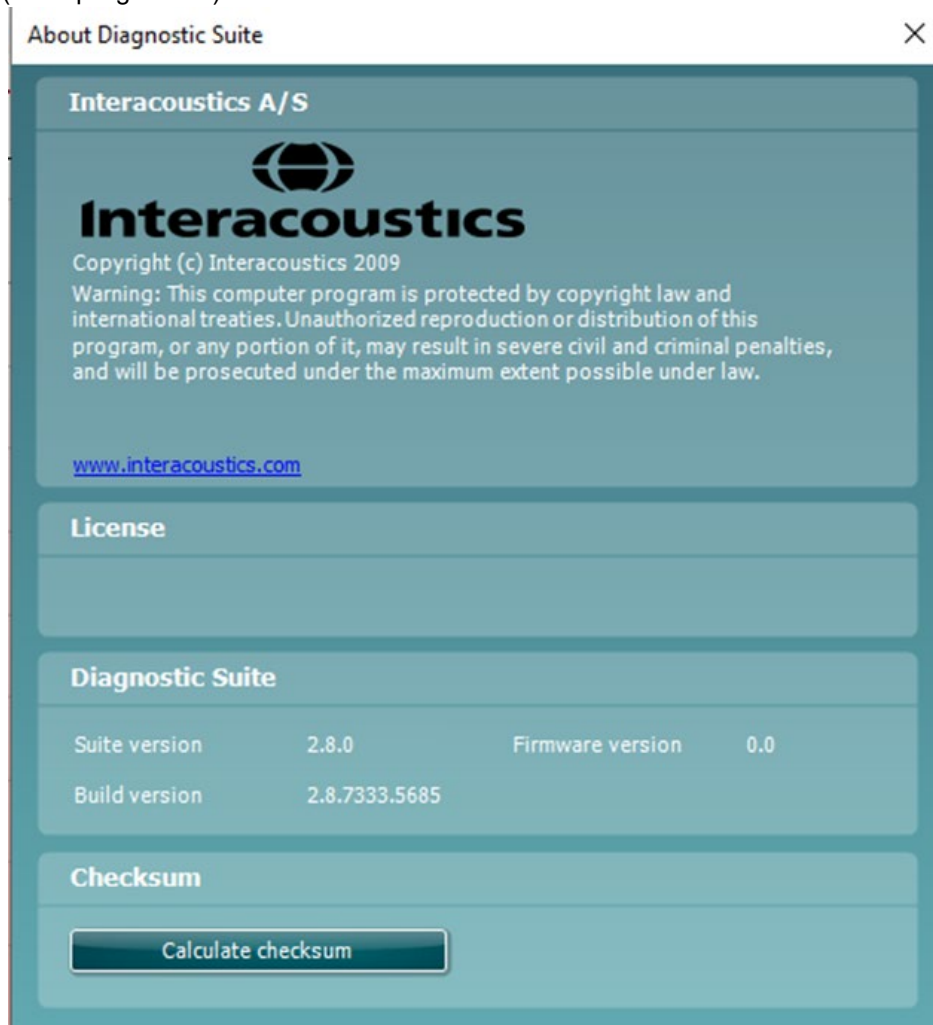 About Diagnostic Suite
Interacoustics A/S
Interacoustics
Copyright (c) Interacoustics 2009
Warning: This computer program is protected by copyright law and
international treaties. Unauthorized reproduction or distribution of this
program, or any portion of it, may result in severe civil and criminal penalties,
and will be prosecuted under the maximum extent possible under law.
www.interacoustics.com
License
Diagnostic Suite
Suite version 2.8.0 Firmware version 0.0
Build version 2.8.7333.5685
Checksum
Calculate checksum